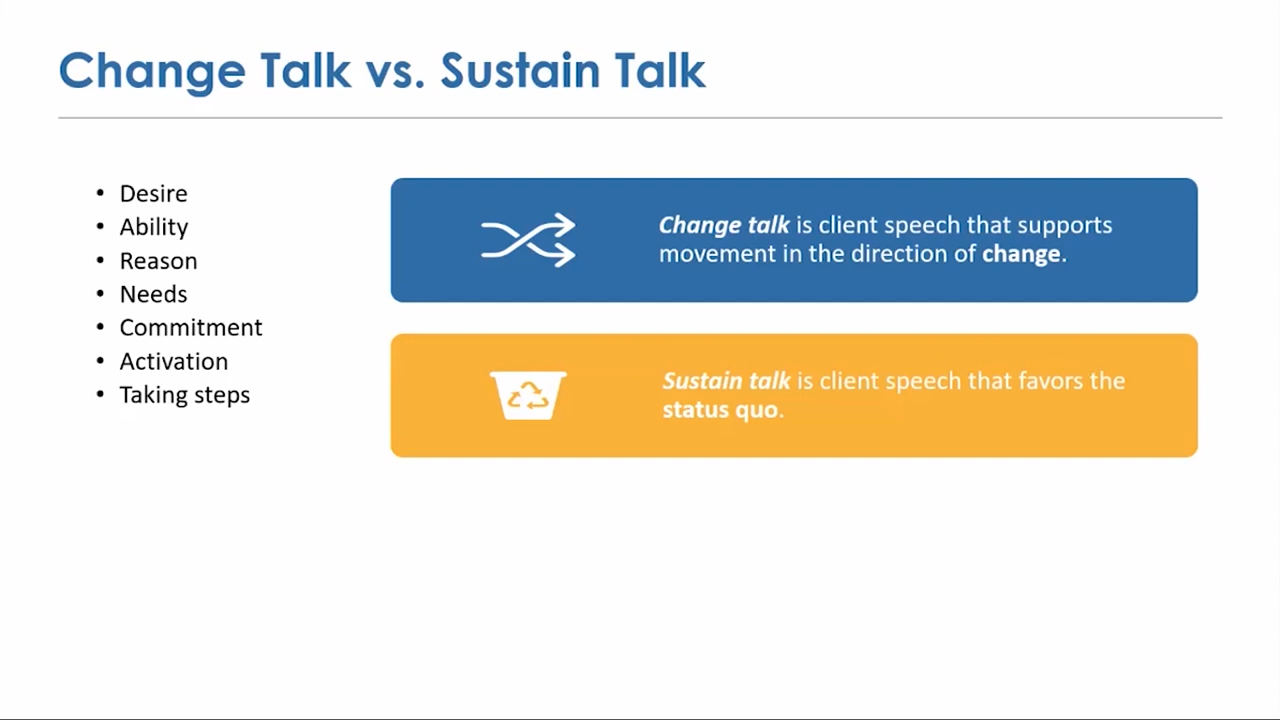 Change Talk vs. Sustain Talk
• Desire
• Ability
• Reason
• Needs
• Commitment
• Activation
• Taking steps
Change talk is client speech that supports
movement in the direction of change.
Sustain talk is client speech that favors the
status quo.